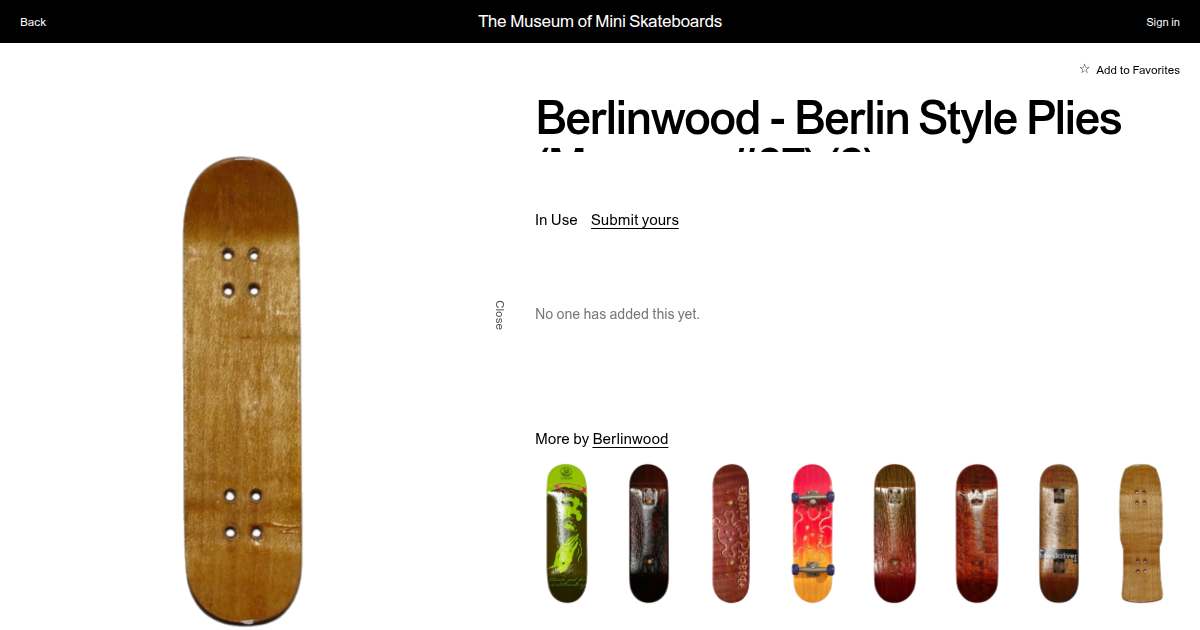 Back
The Museum of Mini Skateboards
Sign in
☆ Add to Favorites
Berlinwood - Berlin Style Plies
In Use Submit yours
Close
No one has added this yet.
More by Berlinwood